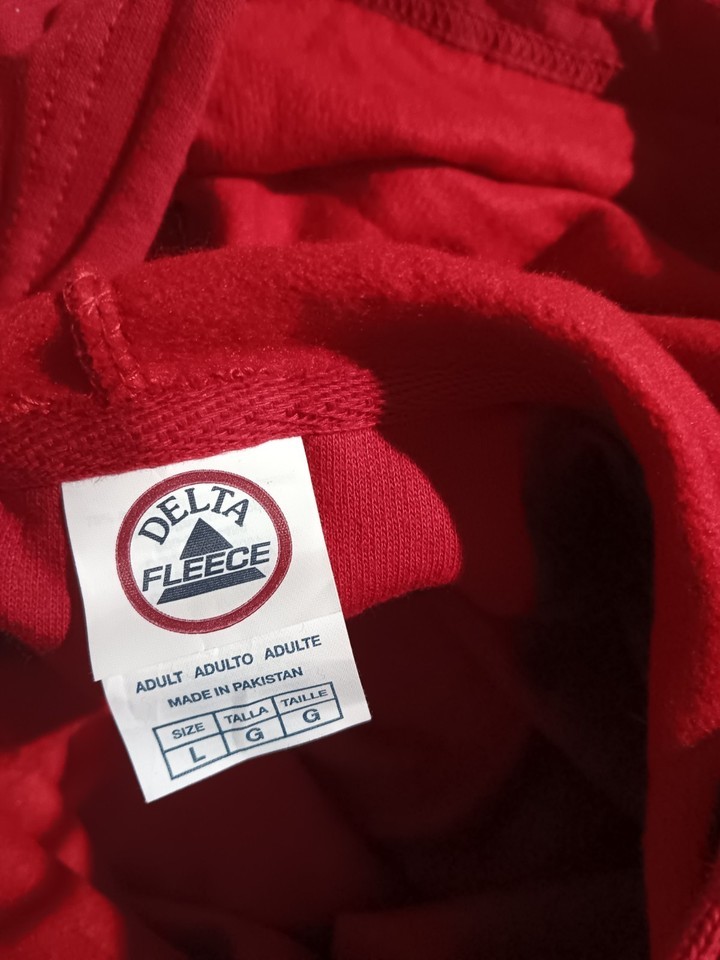 DELTA
FLEECE
ADULT ADULTO ADULTE
MADE IN PAKISTAN
SIZE TALLA TAILLE
L G G